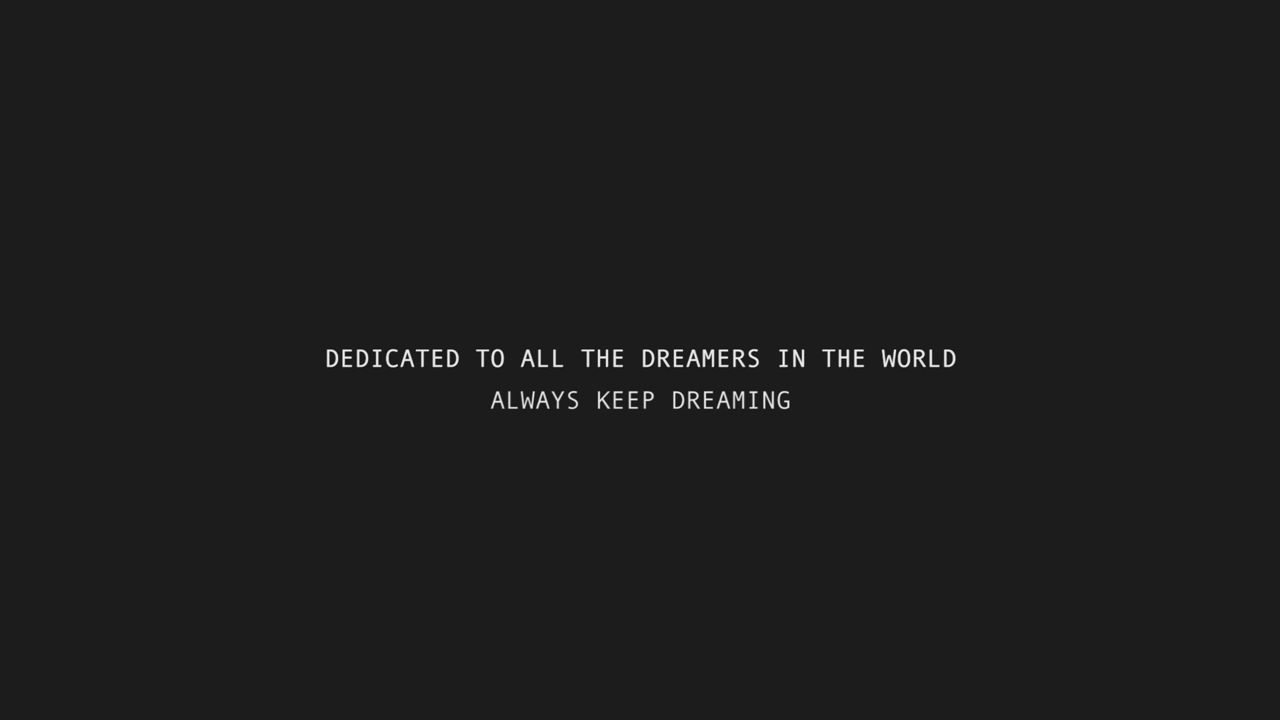 DEDICATED TO ALL THE DREAMERS IN THE WORLD
ALWAYS KEEP DREAMING